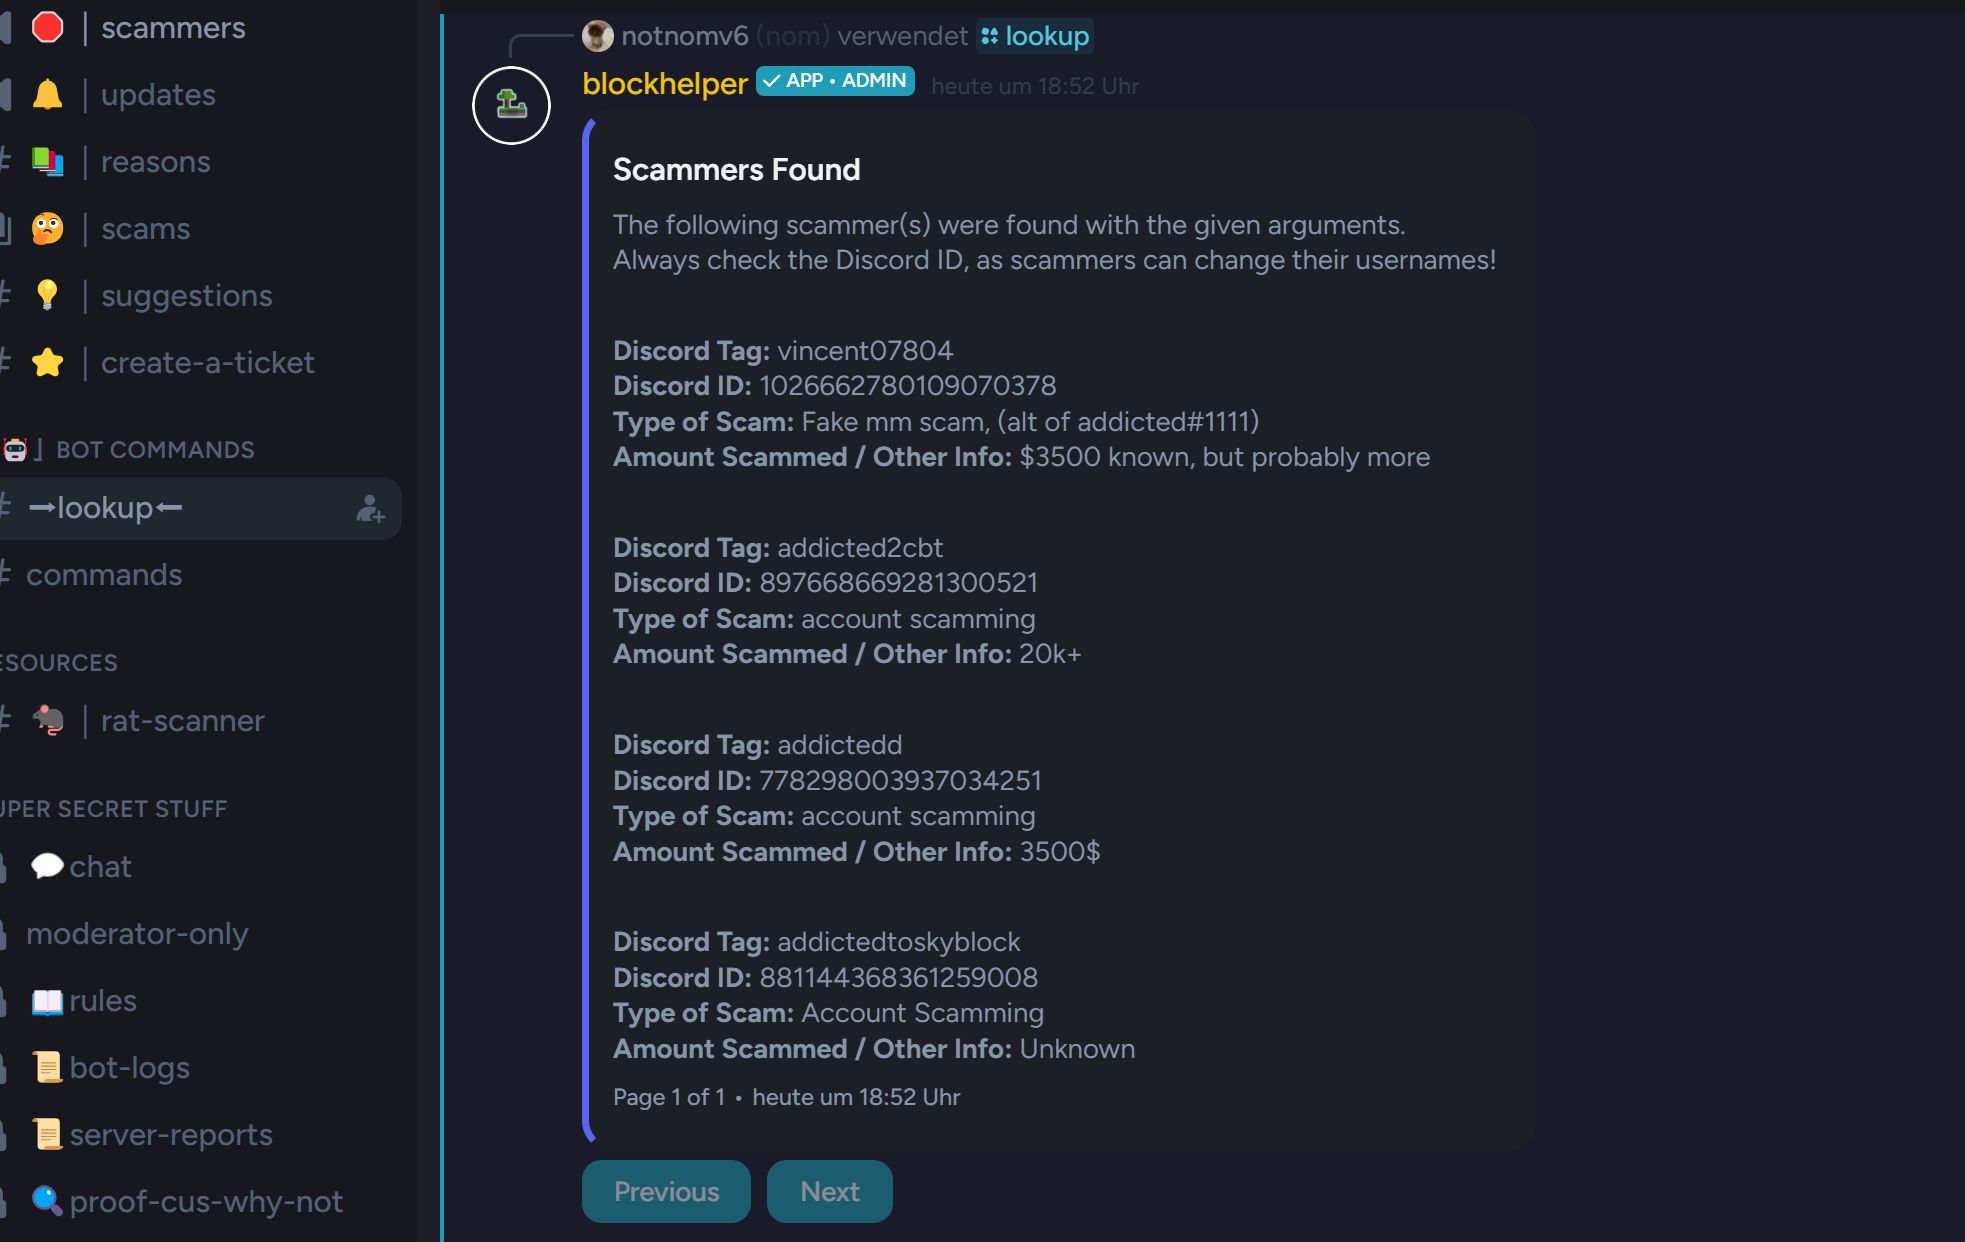 | scammers
| updates
| reasons
| scams
| suggestions
| create-a-ticket
BOT COMMANDS
→lookup←
commands
ESOURCES
| rat-scanner
UPER SECRET STUFF
chat
moderator-only
rules
bot-logs
server-reports
proof-cus-why-not
notnomv6 (nom) verwendet lookup
blockhelper ✓ APP • ADMIN heute um 18:52 Uhr
Scammers Found
The following scammer(s) were found with the given arguments.
Always check the Discord ID, as scammers can change their usernames!
Discord Tag: vincent07804
Discord ID: 1026662780109070378
Type of Scam: Fake mm scam, (alt of addicted#1111)
Amount Scammed / Other Info: $3500 known, but probably more
Discord Tag: addicted2cbt
Discord ID: 897668669281300521
Type of Scam: account scamming
Amount Scammed / Other Info: 20k+
Discord Tag: addictedd
Discord ID: 778298003937034251
Type of Scam: account scamming
Amount Scammed / Other Info: 3500$
Discord Tag: addictedtoskyblock
Discord ID: 881144368361259008
Type of Scam: Account Scamming
Amount Scammed / Other Info: Unknown
Page 1 of 1 • heute um 18:52 Uhr
Previous
Next